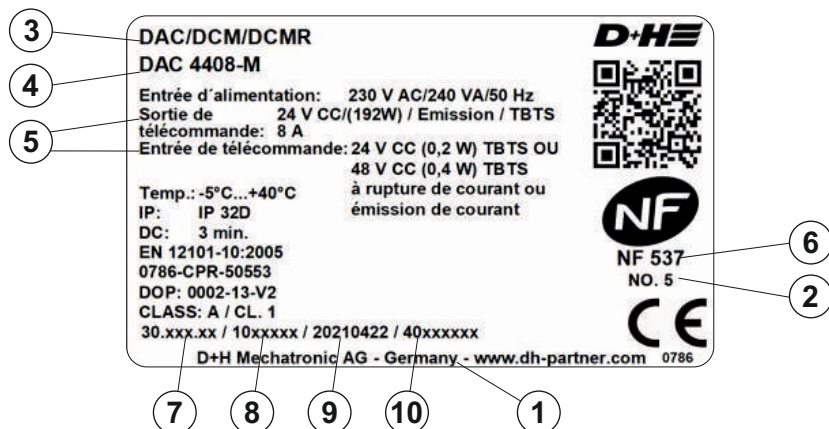 3
DAC/DCM/DCMR
D+H
4
DAC 4408-M
Entrée d´alimentation: 230 V AC/240 VA/50 Hz
5
Sortie de 24 V CC/(192W) / Emission / TBTS
télécommande: 8 A
Entrée de télécommande: 24 V CC (0,2 W) TBTS OU
48 V CC (0,4 W) TBTS
à rupture de courant ou
émission de courant
Temp.: -5°C...+40°C
IP: IP 32D
DC: 3 min.
EN 12101-10:2005
0786-CPR-50553
DOP: 0002-13-V2
CLASS: A / CL. 1
NF
NF 537
6
NO. 5
2
CE
30.xxx.xx / 10xxxxx / 20210422 / 40xxxxxx
D+H Mechatronic AG - Germany - www.dh-partner.com 0786
7 8 9 10 1